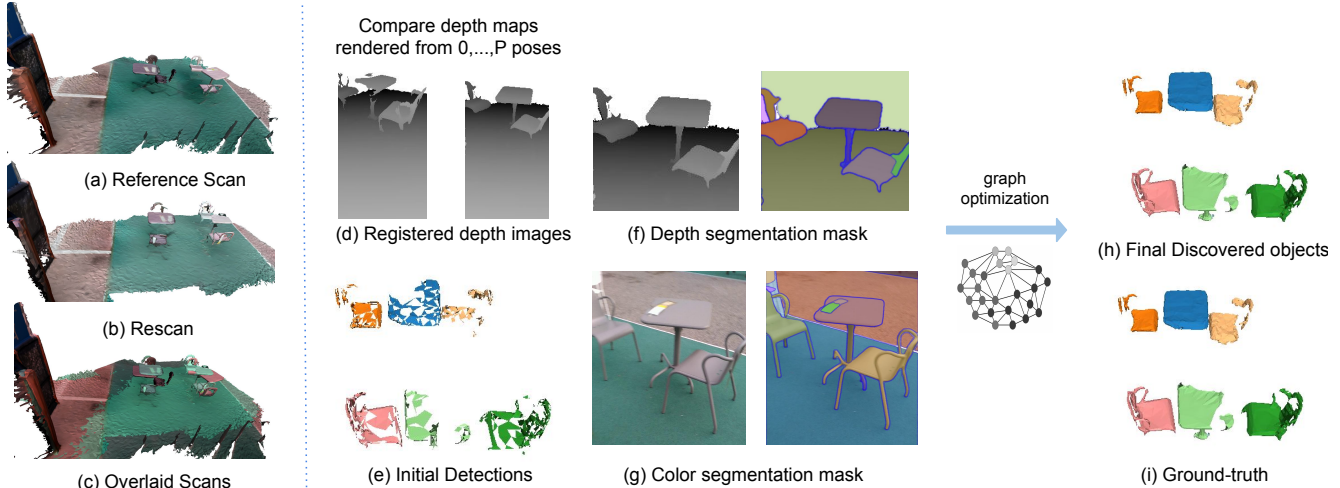 Compare depth maps
rendered from 0,...,P poses
(a) Reference Scan
(b) Rescan
(c) Overlaid Scans
(d) Registered depth images
(e) Initial Detections
(f) Depth segmentation mask
(g) Color segmentation mask
graph
optimization
(h) Final Discovered objects
(i) Ground-truth